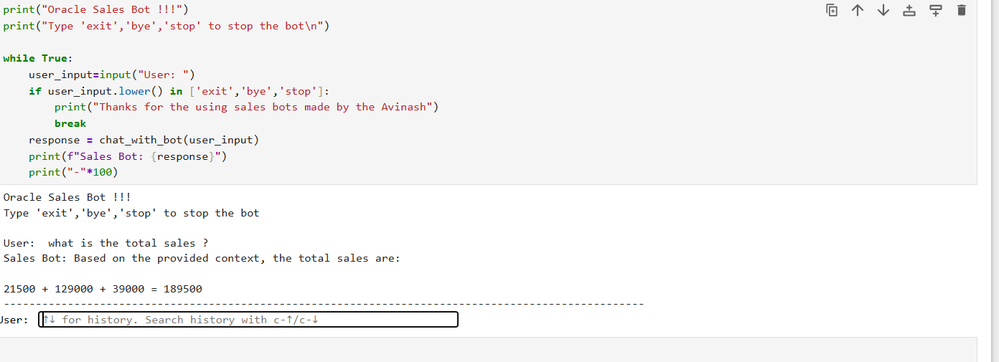 print("Oracle Sales Bot !!!")
print("Type 'exit','bye','stop' to stop the bot\n")
while True:
    user_input=input("User: ")
    if user_input.lower() in ['exit','bye','stop']:
        print("Thanks for the using sales bots made by the Avinash")
        break
    response = chat_with_bot(user_input)
    print(f"Sales Bot: {response}")
    print("-"*100)
Oracle Sales Bot !!!
Type 'exit','bye','stop' to stop the bot
User:  what is the total sales ?
Sales Bot: Based on the provided context, the total sales are:
21500 + 129000 + 39000 = 189500
----------------------------------------------------------------------------------------------------
User: ↑↓ for history. Search history with c-↑/c-↓